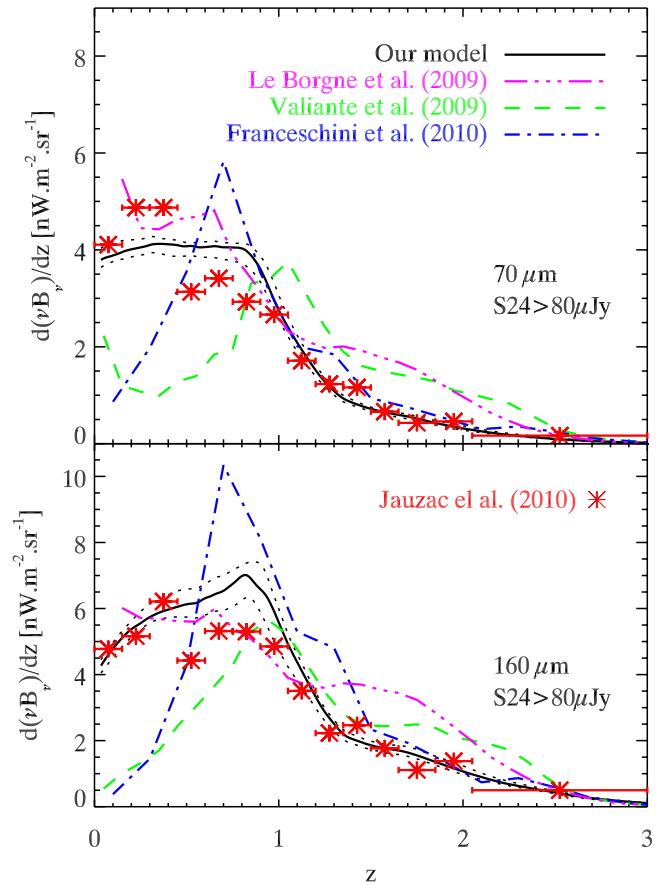 8
6
4
2
0
d(νB_ν)/dz [nW.m⁻².sr⁻¹]
Our model
Le Borgne et al. (2009)
Valiante et al. (2009)
Franceschini et al. (2010)
70 μm
S24>80μJy
10
8
6
4
2
0
d(νB_ν)/dz [nW.m⁻².sr⁻¹]
Jauzac el al. (2010)
160 μm
S24>80μJy
0 1 2 3
z